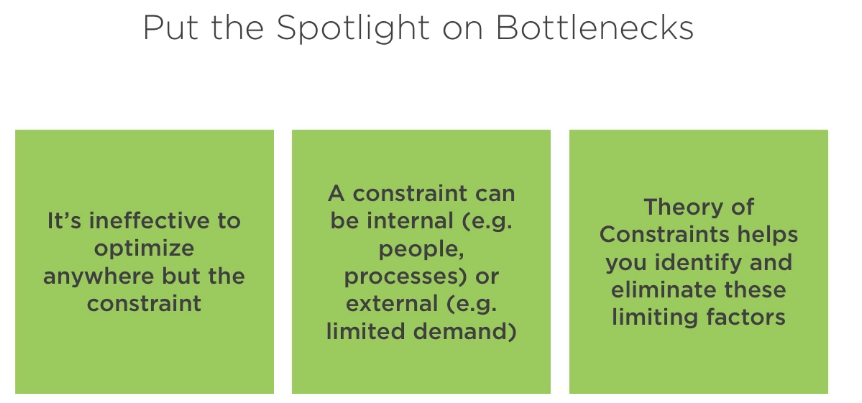 Put the Spotlight on Bottlenecks
It's ineffective to
optimize
anywhere but the
constraint
A constraint can
be internal (e.g.
people,
processes) or
external (e.g.
limited demand)
Theory of
Constraints helps
you identify and
eliminate these
limiting factors